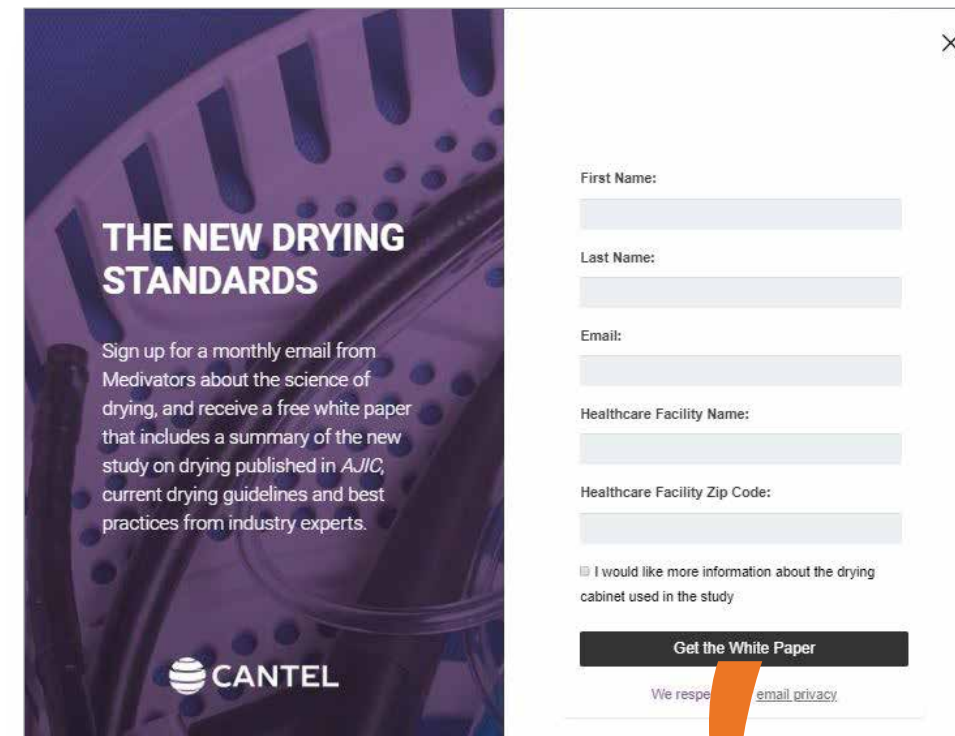 THE NEW DRYING
STANDARDS
Sign up for a monthly email from
Medivators about the science of
drying, and receive a free white paper
that includes a summary of the new
study on drying published in AJIC,
current drying guidelines and best
practices from industry experts.
CANTEL
First Name:
Last Name:
Email:
Healthcare Facility Name:
Healthcare Facility Zip Code:
I would like more information about the drying
cabinet used in the study
Get the White Paper
We email privacy